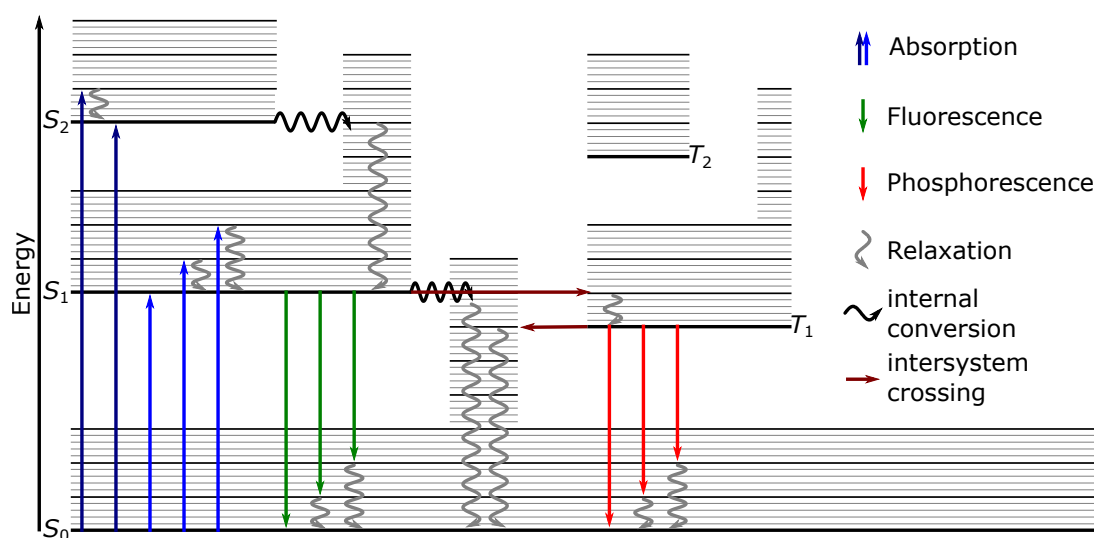 Absorption
S2
Fluorescence
T2
Phosphorescence
Energy
Relaxation
S1
internal
conversion
T1
intersystem
crossing
S0